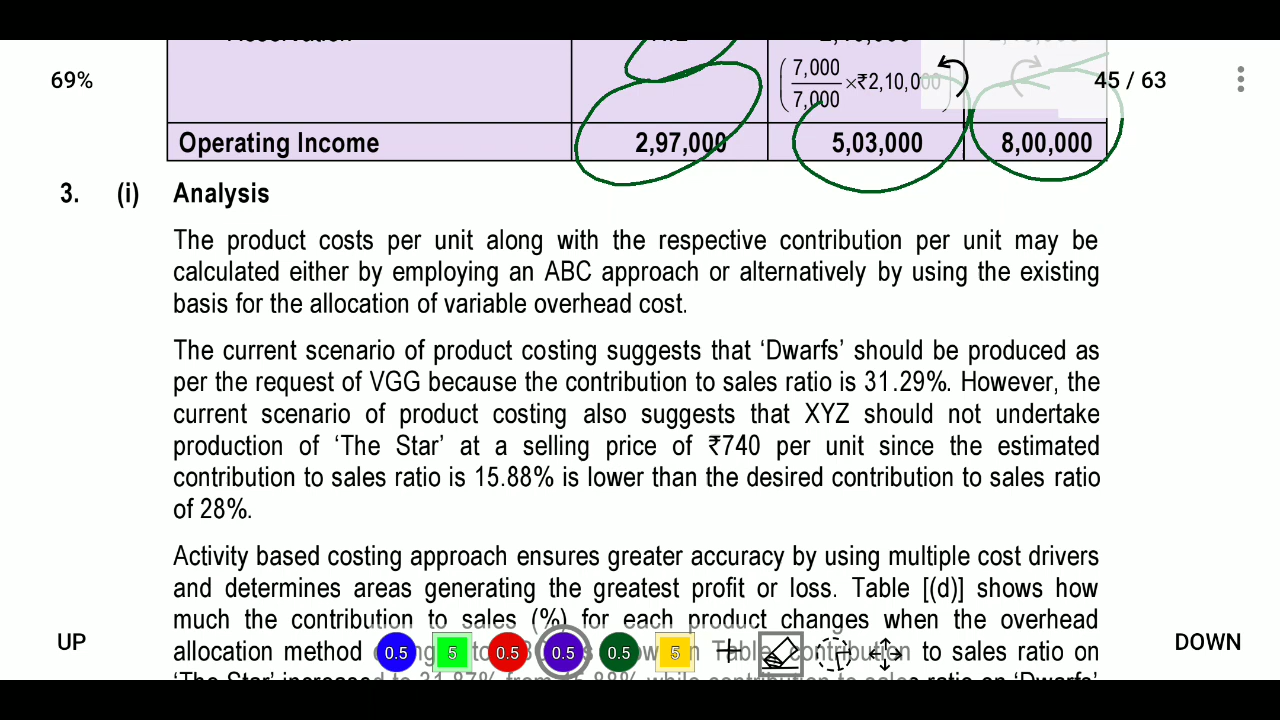 69%
45 / 63
7,000
7,000
×₹2,10,000
Operating Income 2,97,000 5,03,000 8,00,000
3. (i) Analysis
The product costs per unit along with the respective contribution per unit may be
calculated either by employing an ABC approach or alternatively by using the existing
basis for the allocation of variable overhead cost.
The current scenario of product costing suggests that ‘Dwarfs’ should be produced as
per the request of VGG because the contribution to sales ratio is 31.29%. However, the
current scenario of product costing also suggests that XYZ should not undertake
production of ‘The Star’ at a selling price of ₹740 per unit since the estimated
contribution to sales ratio is 15.88% is lower than the desired contribution to sales ratio
of 28%.
Activity based costing approach ensures greater accuracy by using multiple cost drivers
and determines areas generating the greatest profit or loss. Table [(d)] shows how
much the contribution to sales (%) for each product changes when the overhead
allocation method to Table contribution to sales ratio on
UP
DOWN
0.5 5 0.5 0.5 0.5 5